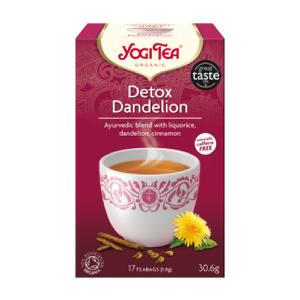 YOGI TEA
ORGANIC
great
taste
Detox
Dandelion
Ayurvedic blend with liquorice,
dandelion, cinnamon
naturally
caffeine
FREE
17 TEABAGS (1.8g)
30.6g
ORGANIC